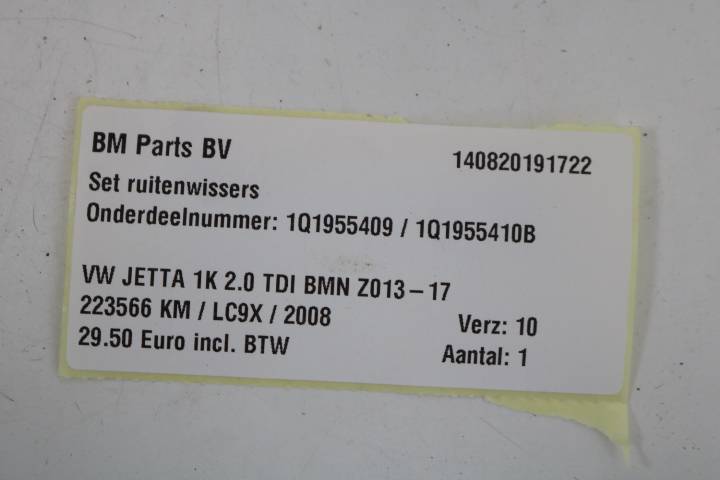 BM Parts BV 140820191722
Set ruitenwissers
Onderdeelnummer: 1Q1955409 / 1Q1955410B
VW JETTA 1K 2.0 TDI BMN Z013-17
223566 KM / LC9X / 2008 Verz: 10
29.50 Euro incl. BTW Aantal: 1